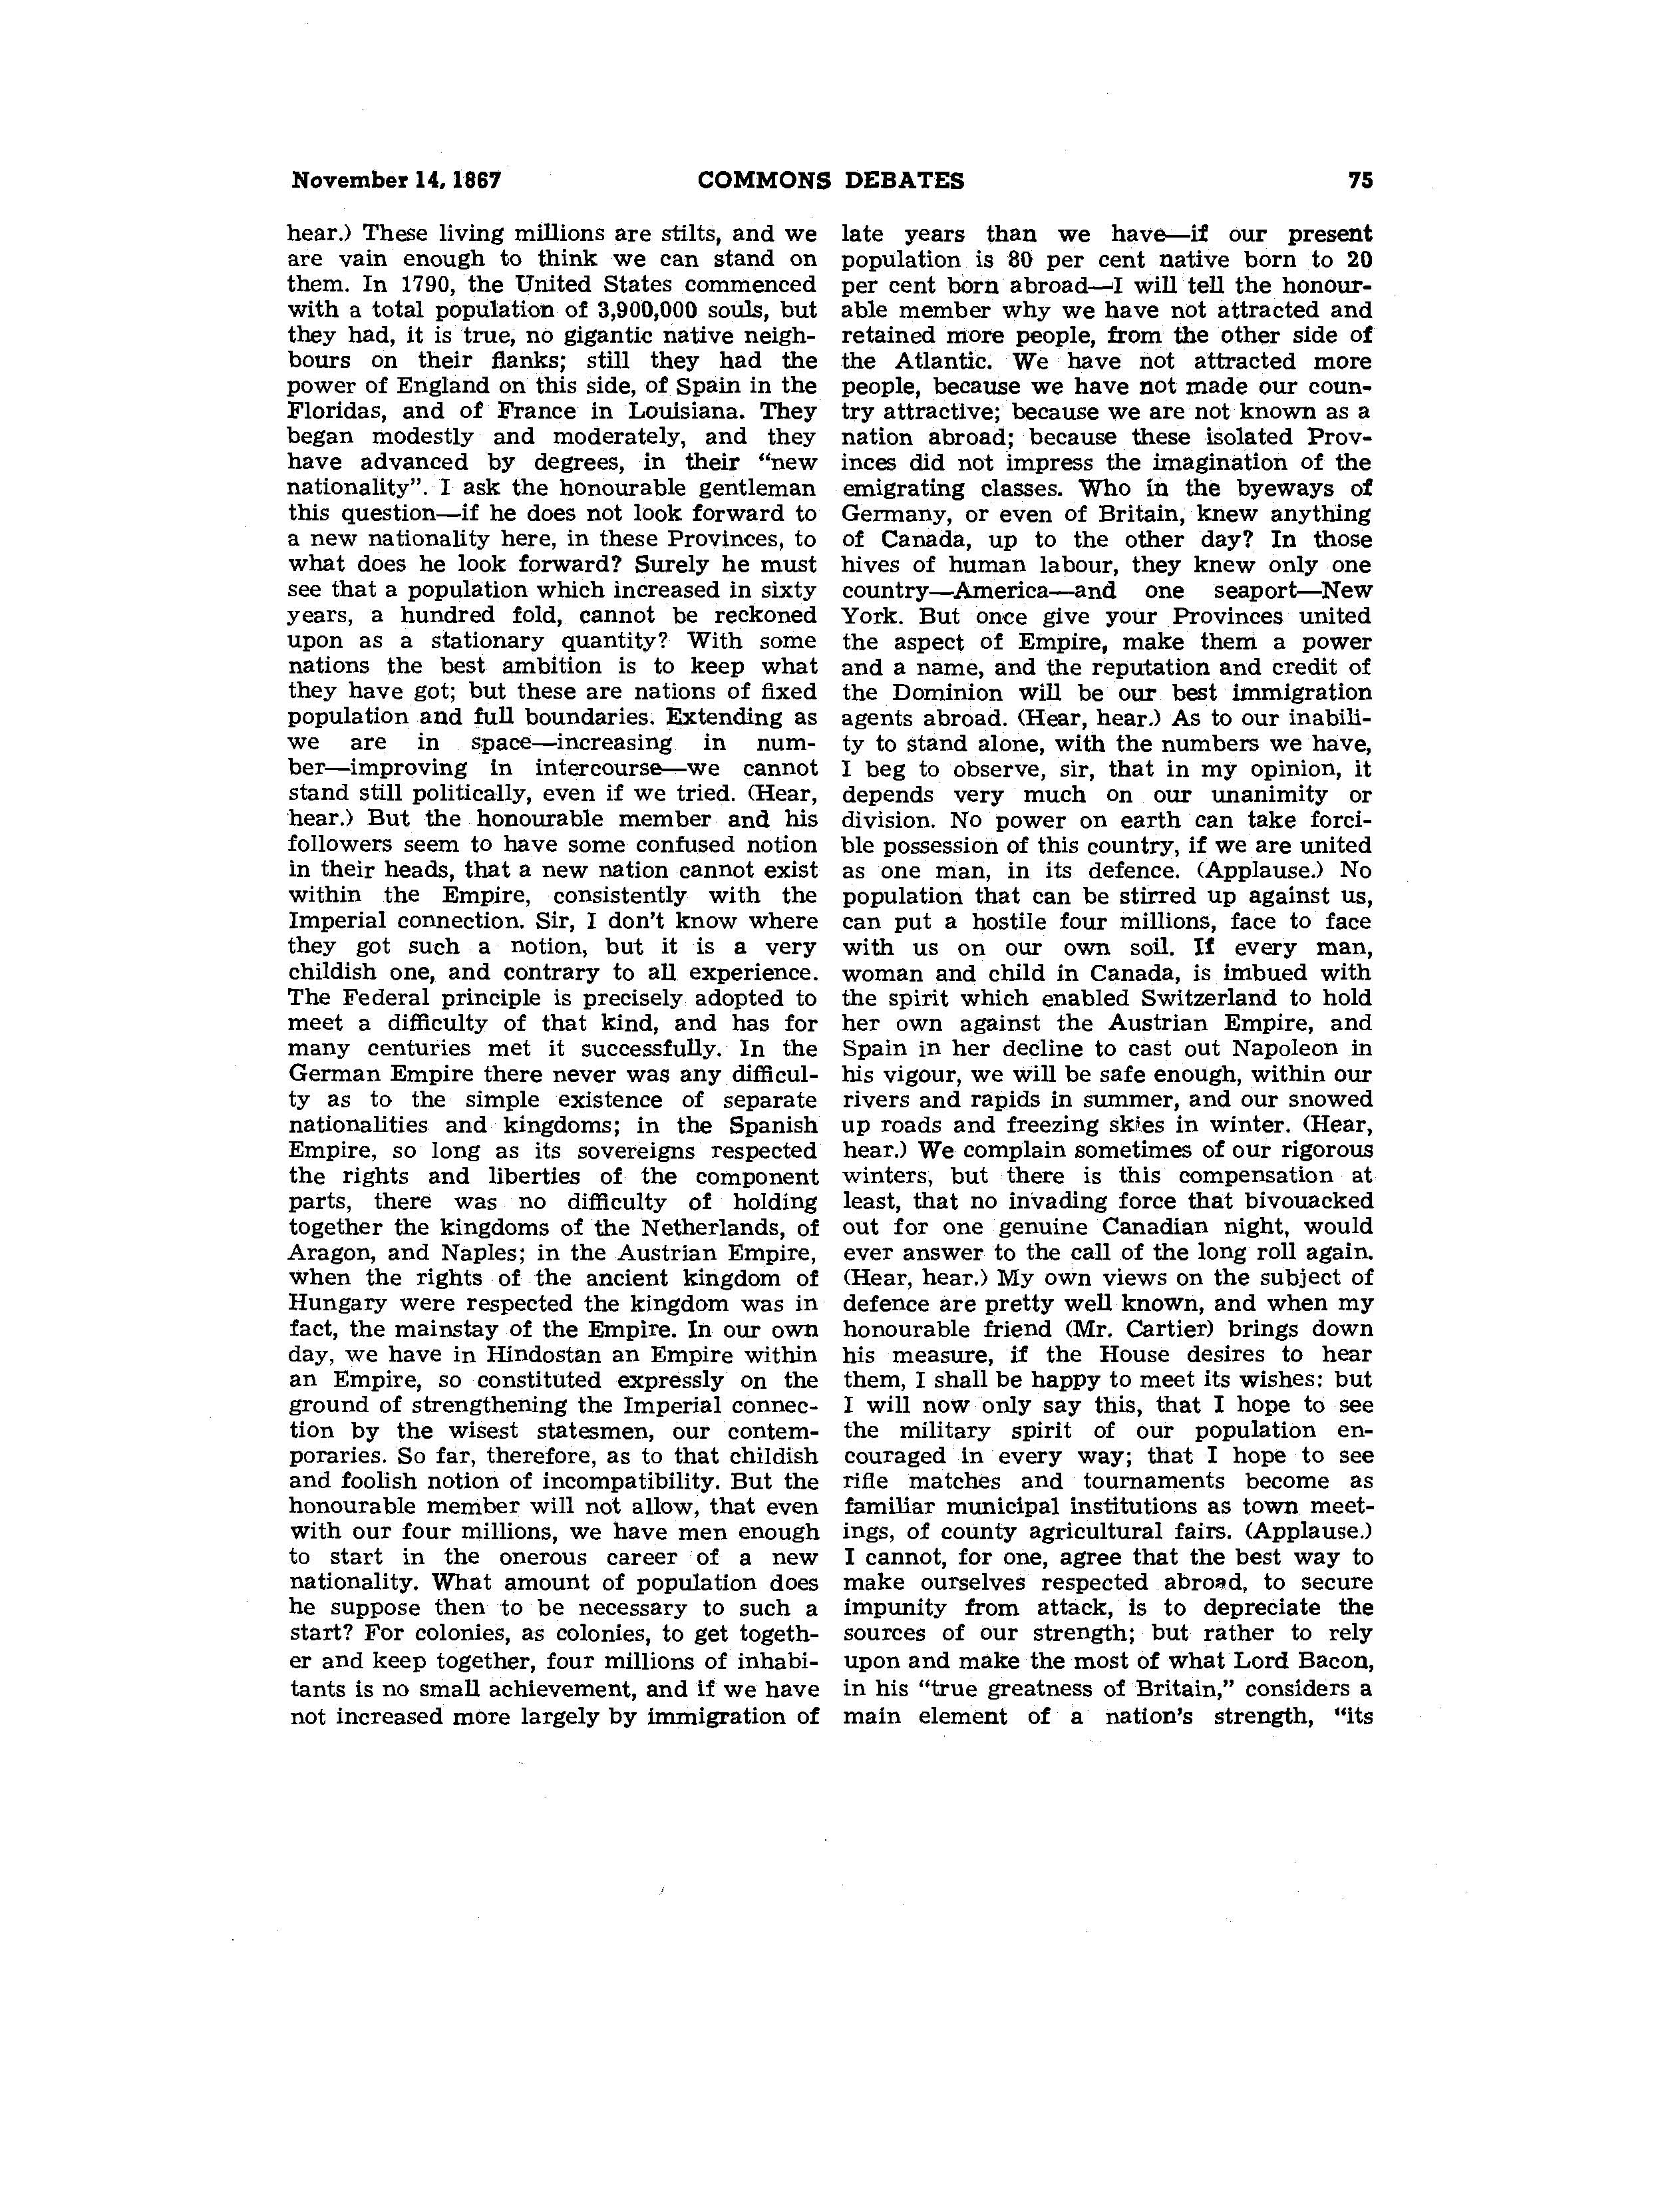 November 14, 1867 COMMONS DEBATES 75
hear.) These living millions are stilts, and we
are vain enough to think we can stand on
them. In 1790, the United States commenced
with a total population of 3,900,000 souls, but
they had, it is true, no gigantic native neigh-
bours on their flanks; still they had the
power of England on this side, of Spain in the
Floridas, and of France in Louisiana. They
began modestly and moderately, and they
have advanced by degrees, in their “new
nationality”. I ask the honourable gentleman
this question—if he does not look forward to
a new nationality here, in these Provinces, to
what does he look forward? Surely he must
see that a population which increased in sixty
years, a hundred fold, cannot be reckoned
upon as a stationary quantity? With some
nations the best ambition is to keep what
they have got; but these are nations of fixed
population and full boundaries. Extending as
we are in space—increasing in num-
ber—improving in intercourse—we cannot
stand still politically, even if we tried. (Hear,
hear.) But the honourable member and his
followers seem to have some confused notion
in their heads, that a new nation cannot exist
within the Empire, consistently with the
Imperial connection. Sir, I don't know where
they got such a notion, but it is a very
childish one, and contrary to all experience.
The Federal principle is precisely adopted to
meet a difficulty of that kind, and has for
many centuries met it successfully. In the
German Empire there never was any difficul-
ty as to the simple existence of separate
nationalities and kingdoms; in the Spanish
Empire, so long as its sovereigns respected
the rights and liberties of the component
parts, there was no difficulty of holding
together the kingdoms of the Netherlands, of
Aragon, and Naples; in the Austrian Empire,
when the rights of the ancient kingdom of
Hungary were respected the kingdom was in
fact, the mainstay of the Empire. In our own
day, we have in Hindostan an Empire within
an Empire, so constituted expressly on the
ground of strengthening the Imperial connec-
tion by the wisest statesmen, our contem-
poraries. So far, therefore, as to that childish
and foolish notion of incompatibility. But the
honourable member will not allow, that even
with our four millions, we have men enough
to start in the onerous career of a new
nationality. What amount of population does
he suppose then to be necessary to such a
start? For colonies, as colonies, to get togeth-
er and keep together, four millions of inhabi-
tants is no small achievement, and if we have
not increased more largely by immigration of
late years than we have—if our present
population is 80 per cent native born to 20
per cent born abroad—I will tell the honour-
able member why we have not attracted and
retained more people, from the other side of
the Atlantic. We have not attracted more
people, because we have not made our coun-
try attractive; because we are not known as a
nation abroad; because these isolated Prov-
inces did not impress the imagination of the
emigrating classes. Who in the byeways of
Germany, or even of Britain, knew anything
of Canada, up to the other day? In those
hives of human labour, they knew only one
country—America—and one seaport—New
York. But once give your Provinces united
the aspect of Empire, make them a power
and a name, and the reputation and credit of
the Dominion will be our best immigration
agents abroad. (Hear, hear.) As to our inabili-
ty to stand alone, with the numbers we have,
I beg to observe, sir, that in my opinion, it
depends very much on our unanimity or
division. No power on earth can take forci-
ble possession of this country, if we are united
as one man, in its defence. (Applause.) No
population that can be stirred up against us,
can put a hostile four millions, face to face
with us on our own soil. If every man,
woman and child in Canada, is imbued with
the spirit which enabled Switzerland to hold
her own against the Austrian Empire, and
Spain in her decline to cast out Napoleon in
his vigour, we will be safe enough, within our
rivers and rapids in summer, and our snowed
up roads and freezing skies in winter. (Hear,
hear.) We complain sometimes of our rigorous
winters, but there is this compensation at
least, that no invading force that bivouacked
out for one genuine Canadian night, would
ever answer to the call of the long roll again.
(Hear, hear.) My own views on the subject of
defence are pretty well known, and when my
honourable friend (Mr. Cartier) brings down
his measure, if the House desires to hear
them, I shall be happy to meet its wishes: but
I will now only say this, that I hope to see
the military spirit of our population en-
couraged in every way; that I hope to see
rifle matches and tournaments become as
familiar municipal institutions as town meet-
ings, of county agricultural fairs. (Applause.)
I cannot, for one, agree that the best way to
make ourselves respected abroad, to secure
impunity from attack, is to depreciate the
sources of our strength; but rather to rely
upon and make the most of what Lord Bacon,
in his “true greatness of Britain,” considers a
main element of a nation's strength, “its